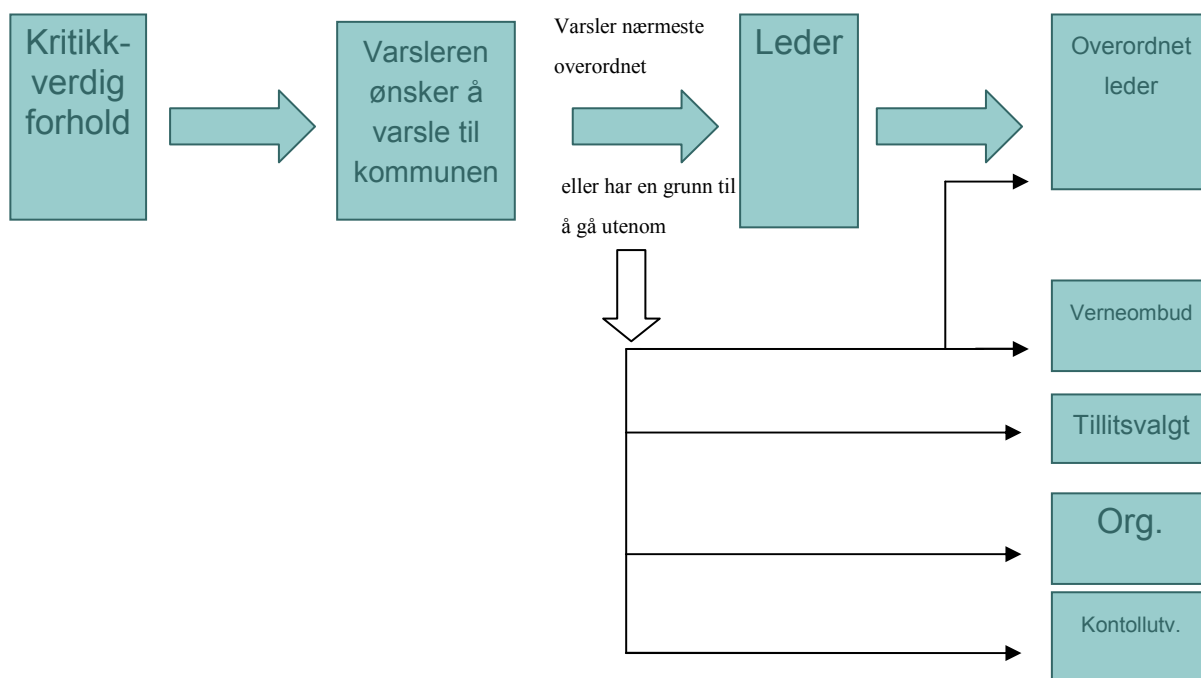 Kritikk-
verdig
forhold
Varsleren
ønsker å
varsle til
kommunen
Varsler nærmeste
overordnet
eller har en grunn til
å gå utenom
Leder
Overordnet
leder
Verneombud
Tillitsvalgt
Org.
Kontollutv.